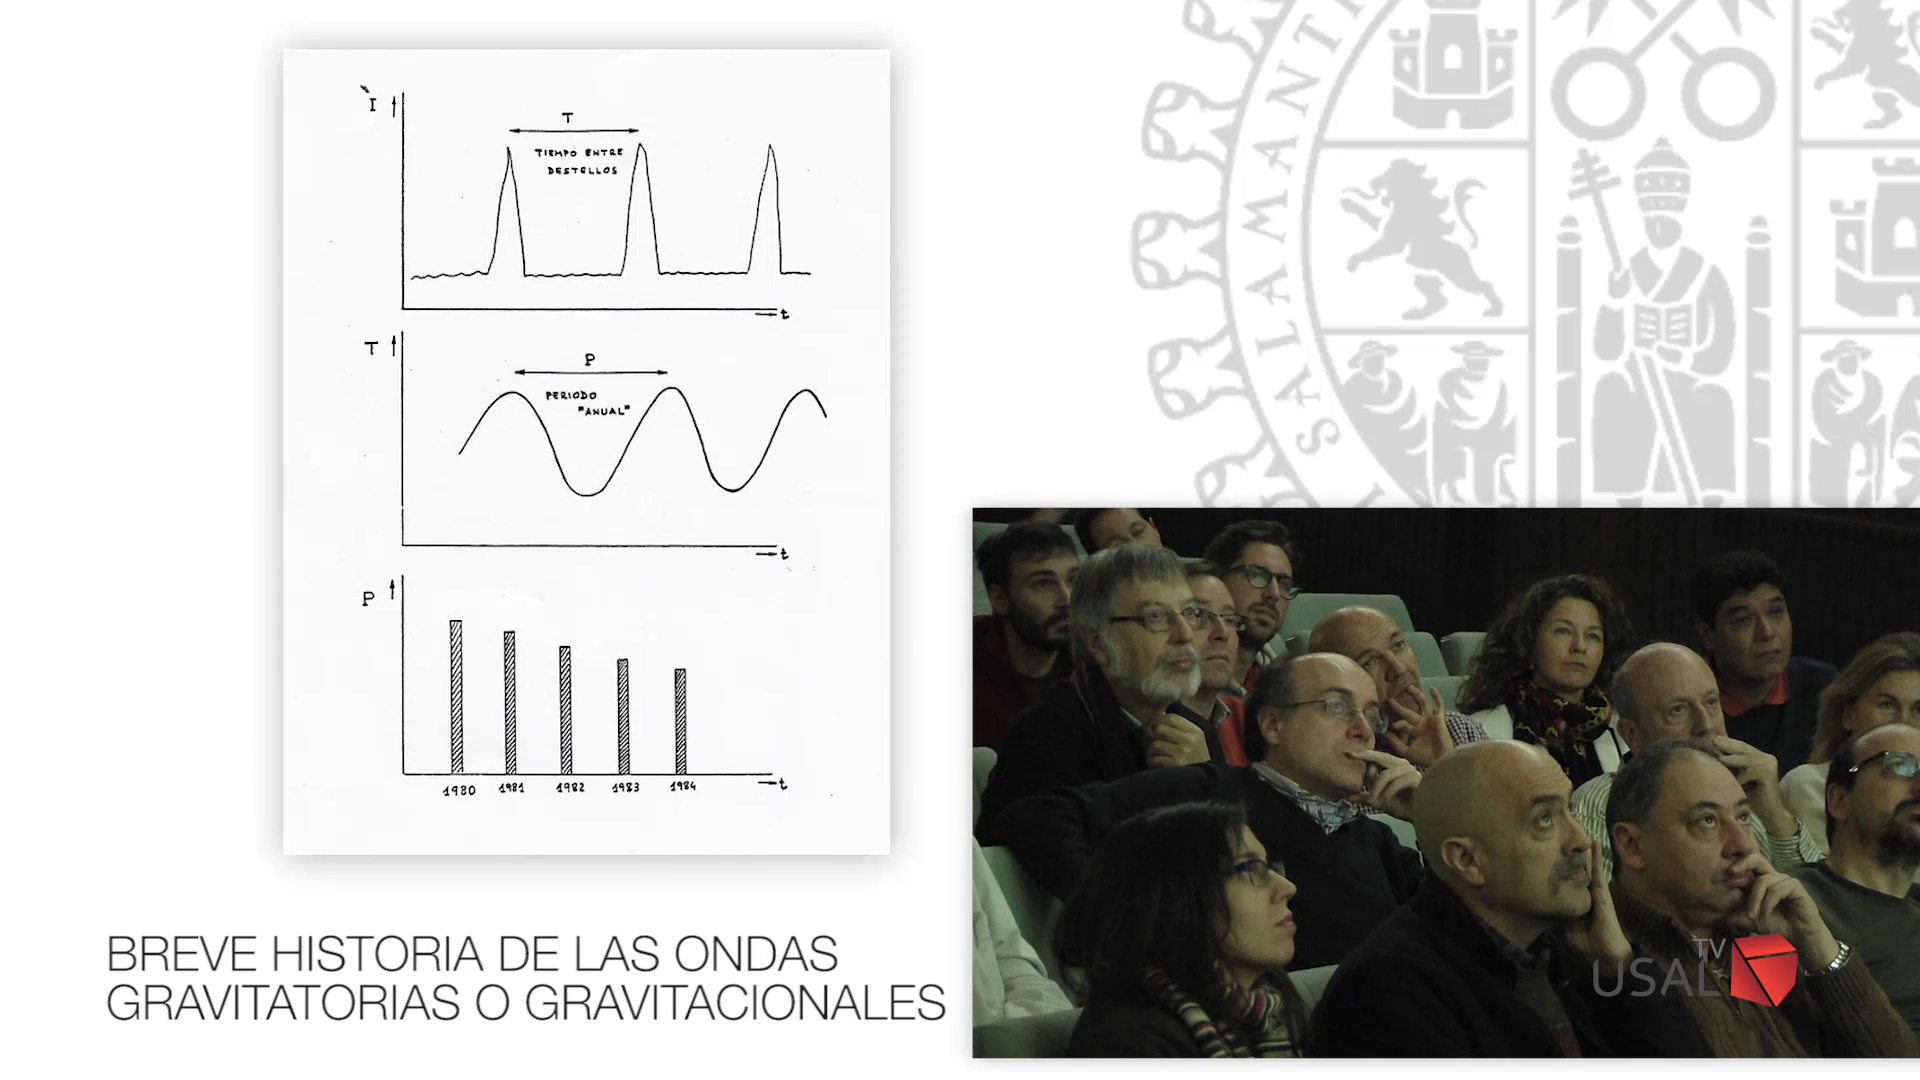 I
T
TIEMPO ENTRE
DESTELLOS
t
T
P
PERIODO
"ANUAL"
t
P
1980 1981 1982 1983 1984
t
BREVE HISTORIA DE LAS ONDAS
GRAVITATORIAS O GRAVITACIONALES
SALAMANT
TV
USAL